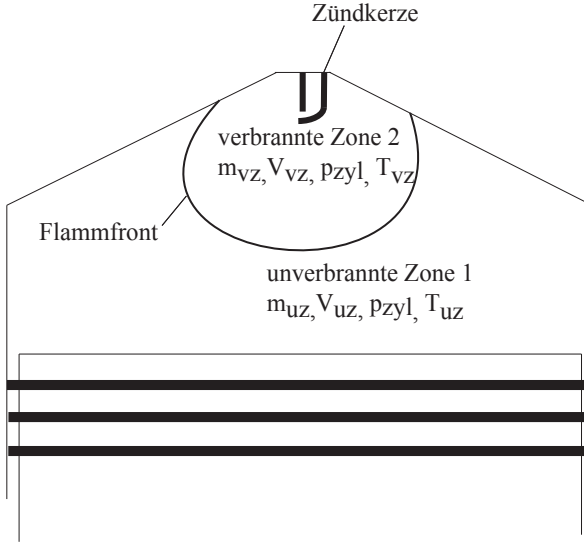 Zündkerze
verbrannte Zone 2
m_vz, V_vz, p_zyl, T_vz
Flammfront
unverbrannte Zone 1
m_uz, V_uz, p_zyl, T_uz